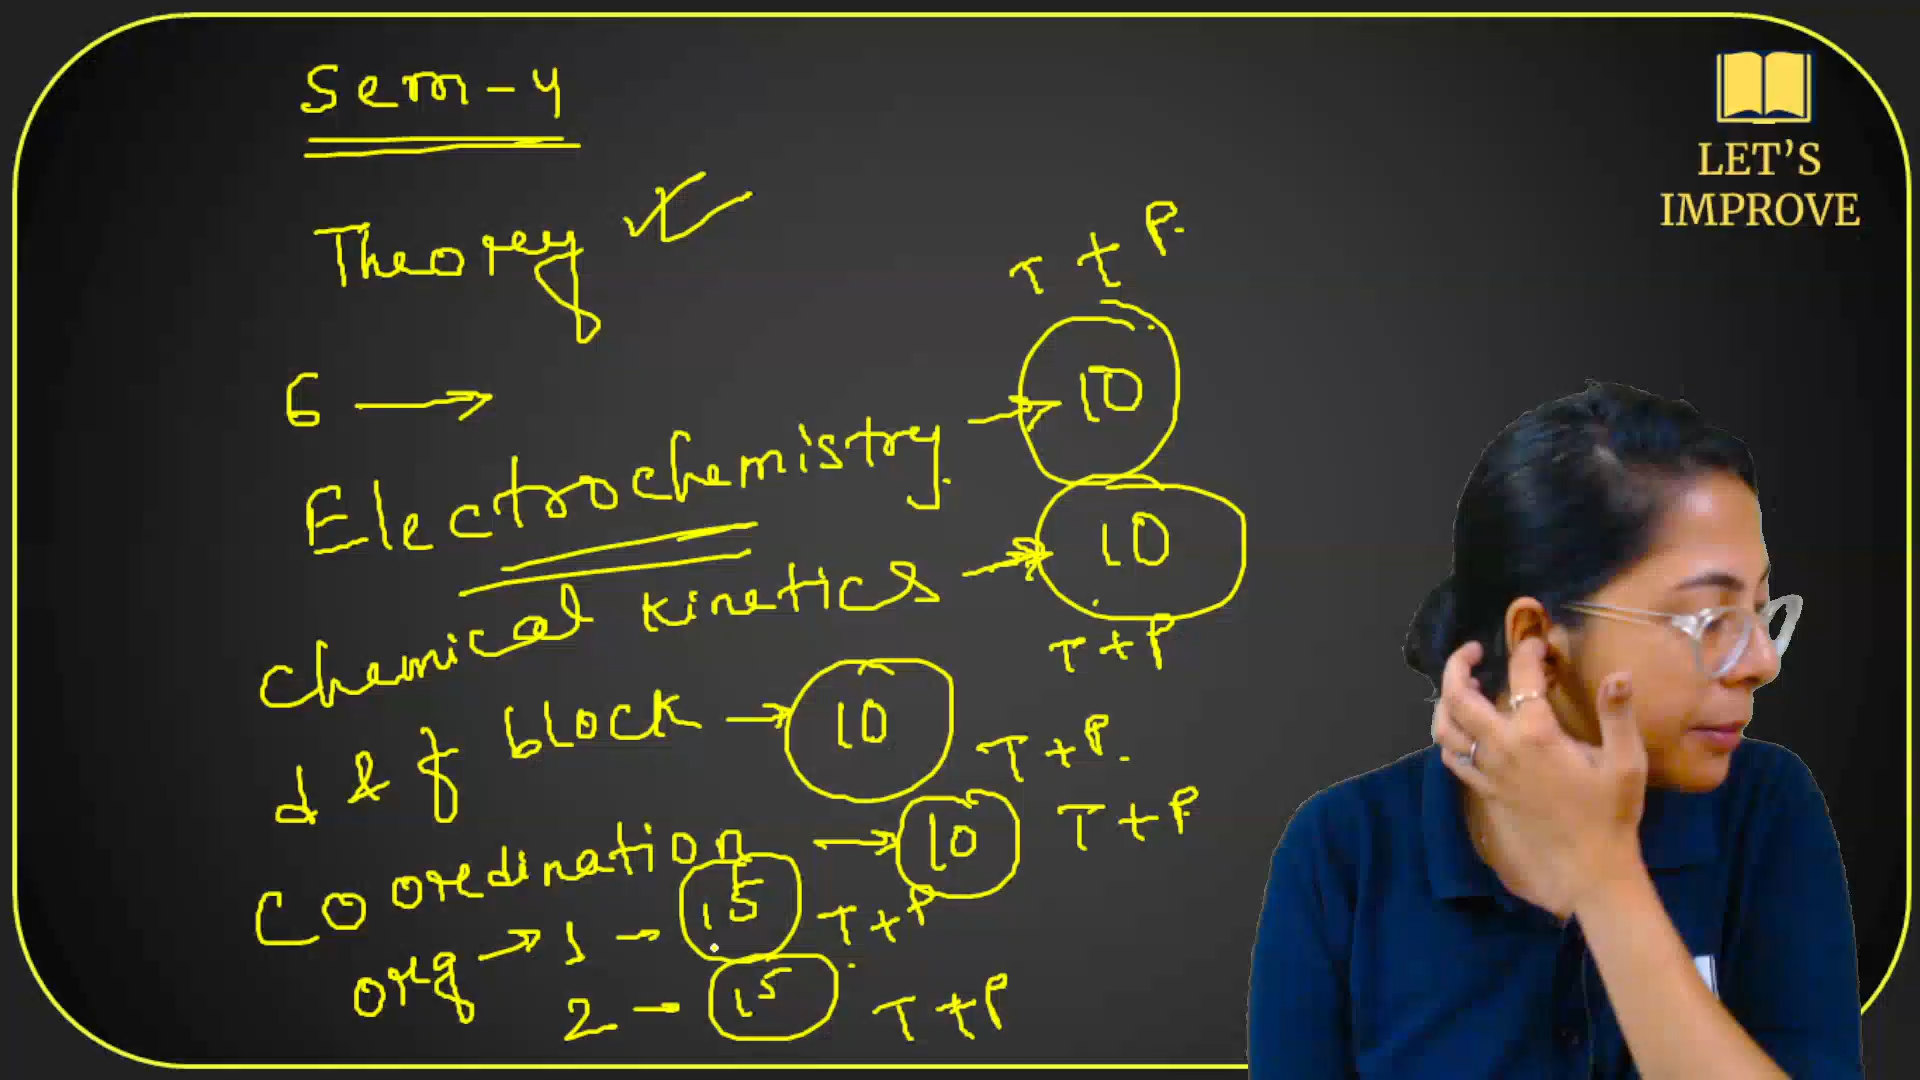 Sem-4
Theorey
T + P.
6 →
Electrochemistry. → 10
chemical kinetics → 10
T + P
d & f block → 10
T + P.
Coordination → 10
T + P
org → 1 → 15
T + P
2 → 15
T + P
LET'S
IMPROVE